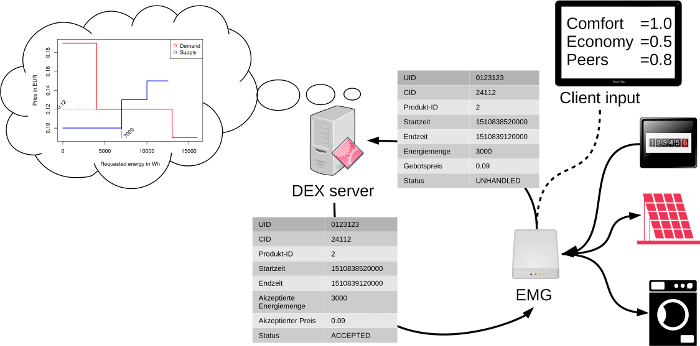 Demand
Supply
Price in EUR
0.18
0.16
0.14
0.12
0.10
0.12
7000
0
5000
10000
15000
Requested energy in Wh
DEX server
UID 0123123
CID 24112
Produkt-ID 2
Startzeit 1510838520000
Endzeit 1510839120000
Energiemenge 3000
Gebotspreis 0.09
Status UNHANDLED
Comfort =1.0
Economy =0.5
Peers =0.8
Client input
123456
UID 0123123
CID 24112
Produkt-ID 2
Startzeit 1510838520000
Endzeit 1510839120000
Akzeptierte
Energiemenge 3000
Akzeptierter Preis 0.09
Status ACCEPTED
EMG